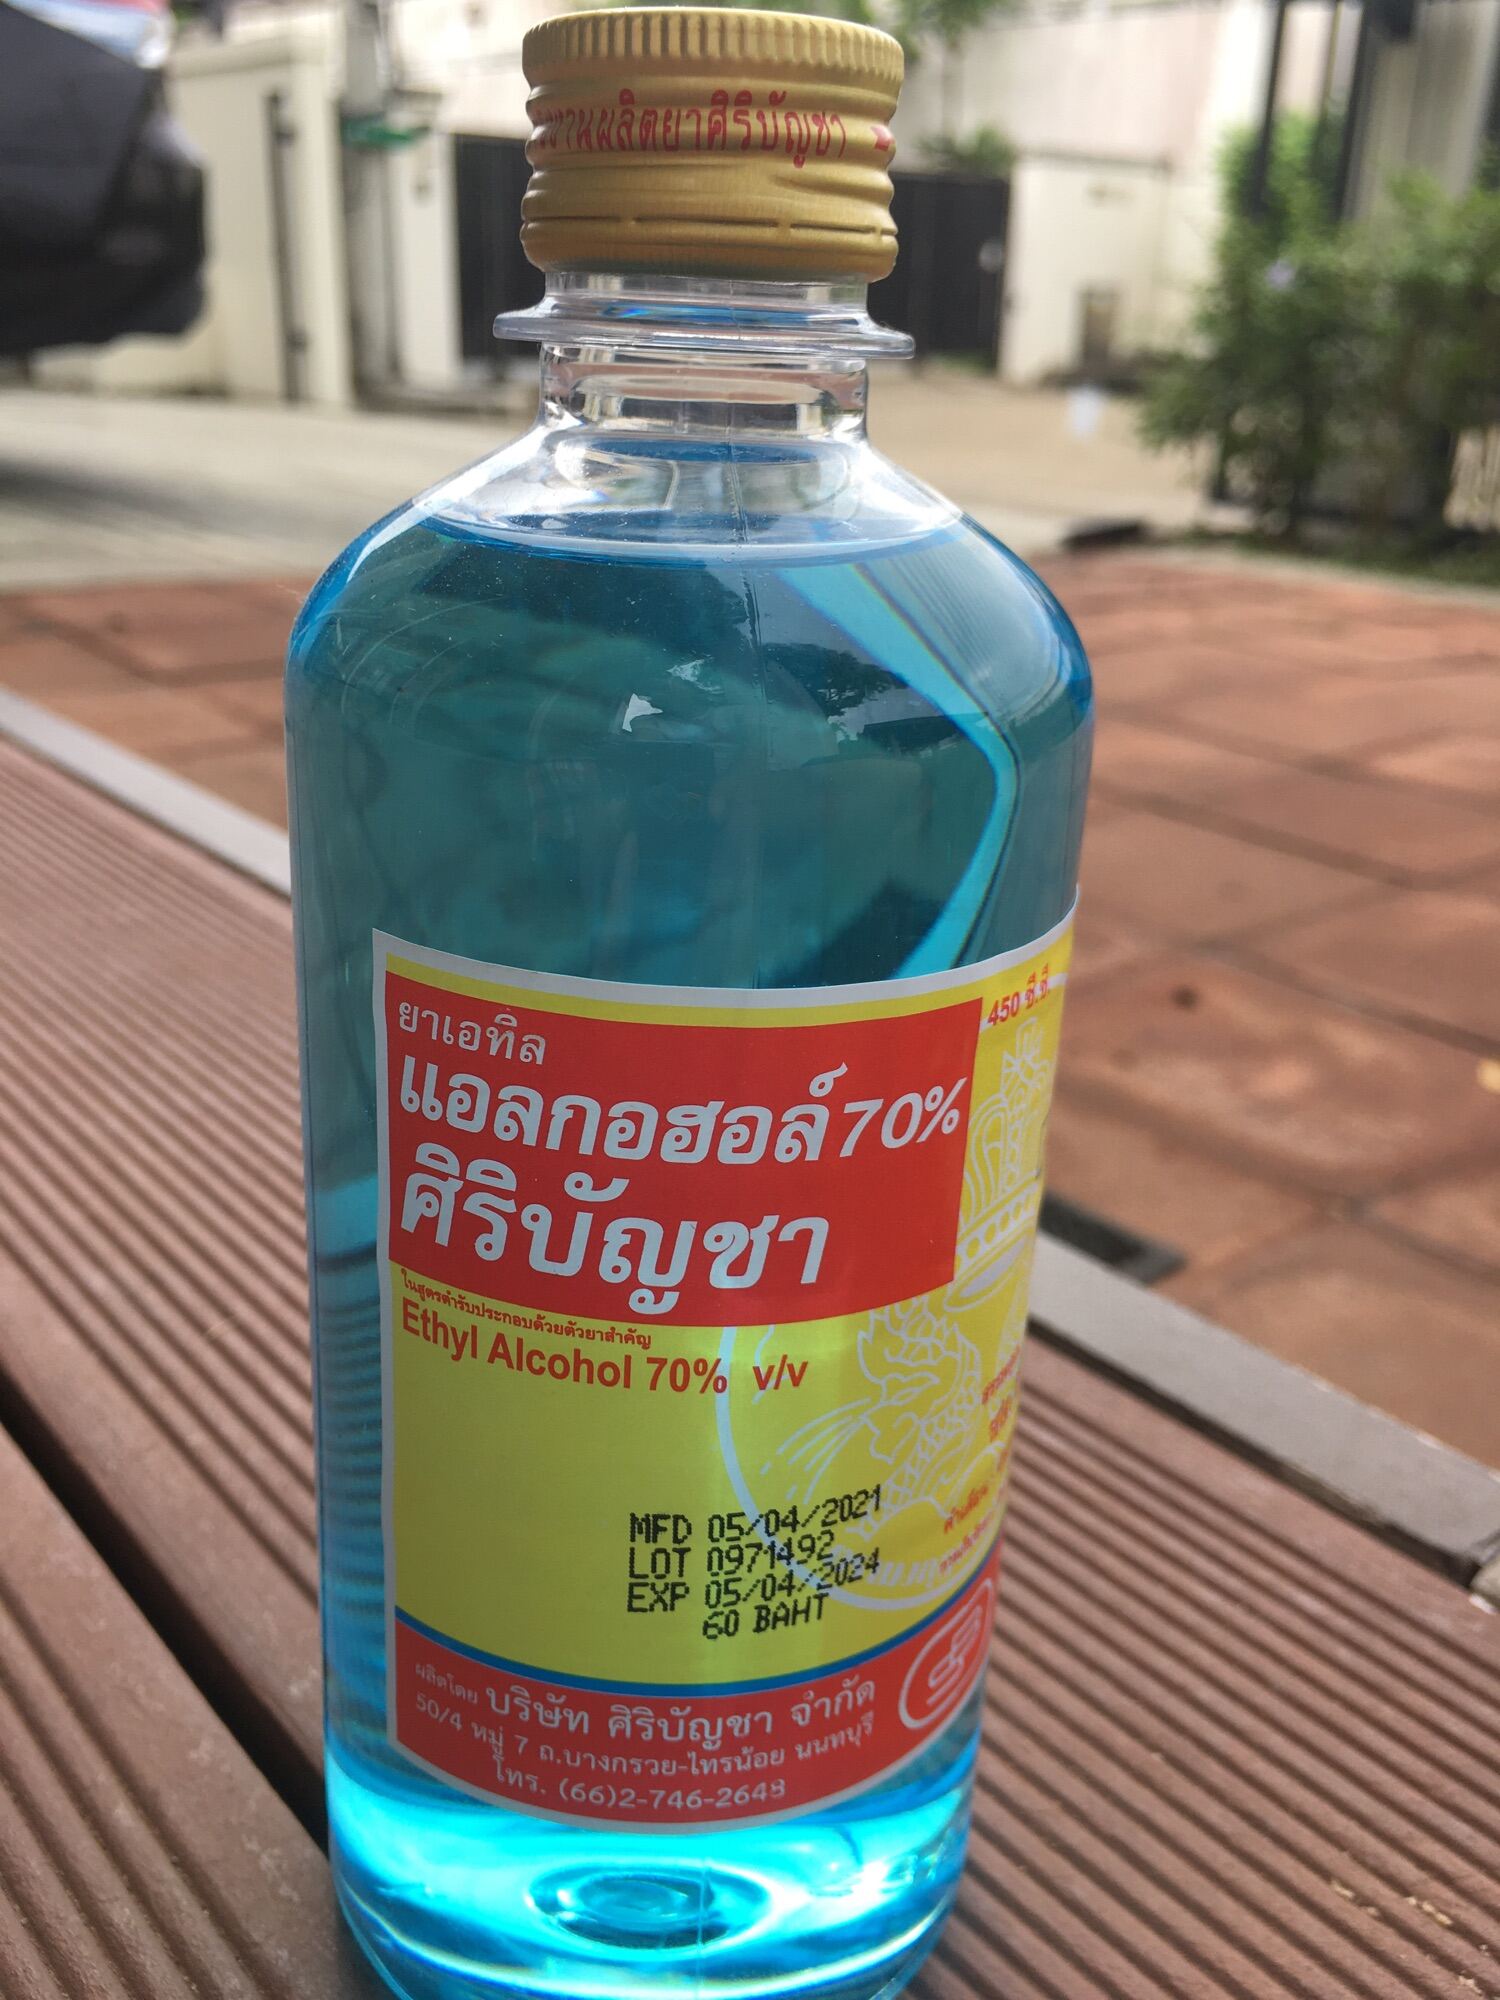 งานผลิตยาศิริบัญชา
450 ซี.ซี.
ยาเอทิล
แอลกอฮอล์ 70%
ศิริบัญชา
ในสูตรตำรับประกอบด้วยตัวยาสำคัญ
Ethyl Alcohol 70% v/v
MFD 05/04/2021
LOT 0971492
EXP 05/04/2024
60 BAHT
ผลิตโดย บริษัท ศิริบัญชา จำกัด
50/4 หมู่ 7 ถ.บางกรวย-ไทรน้อย นนทบุรี
โทร. (66)2-746-2648